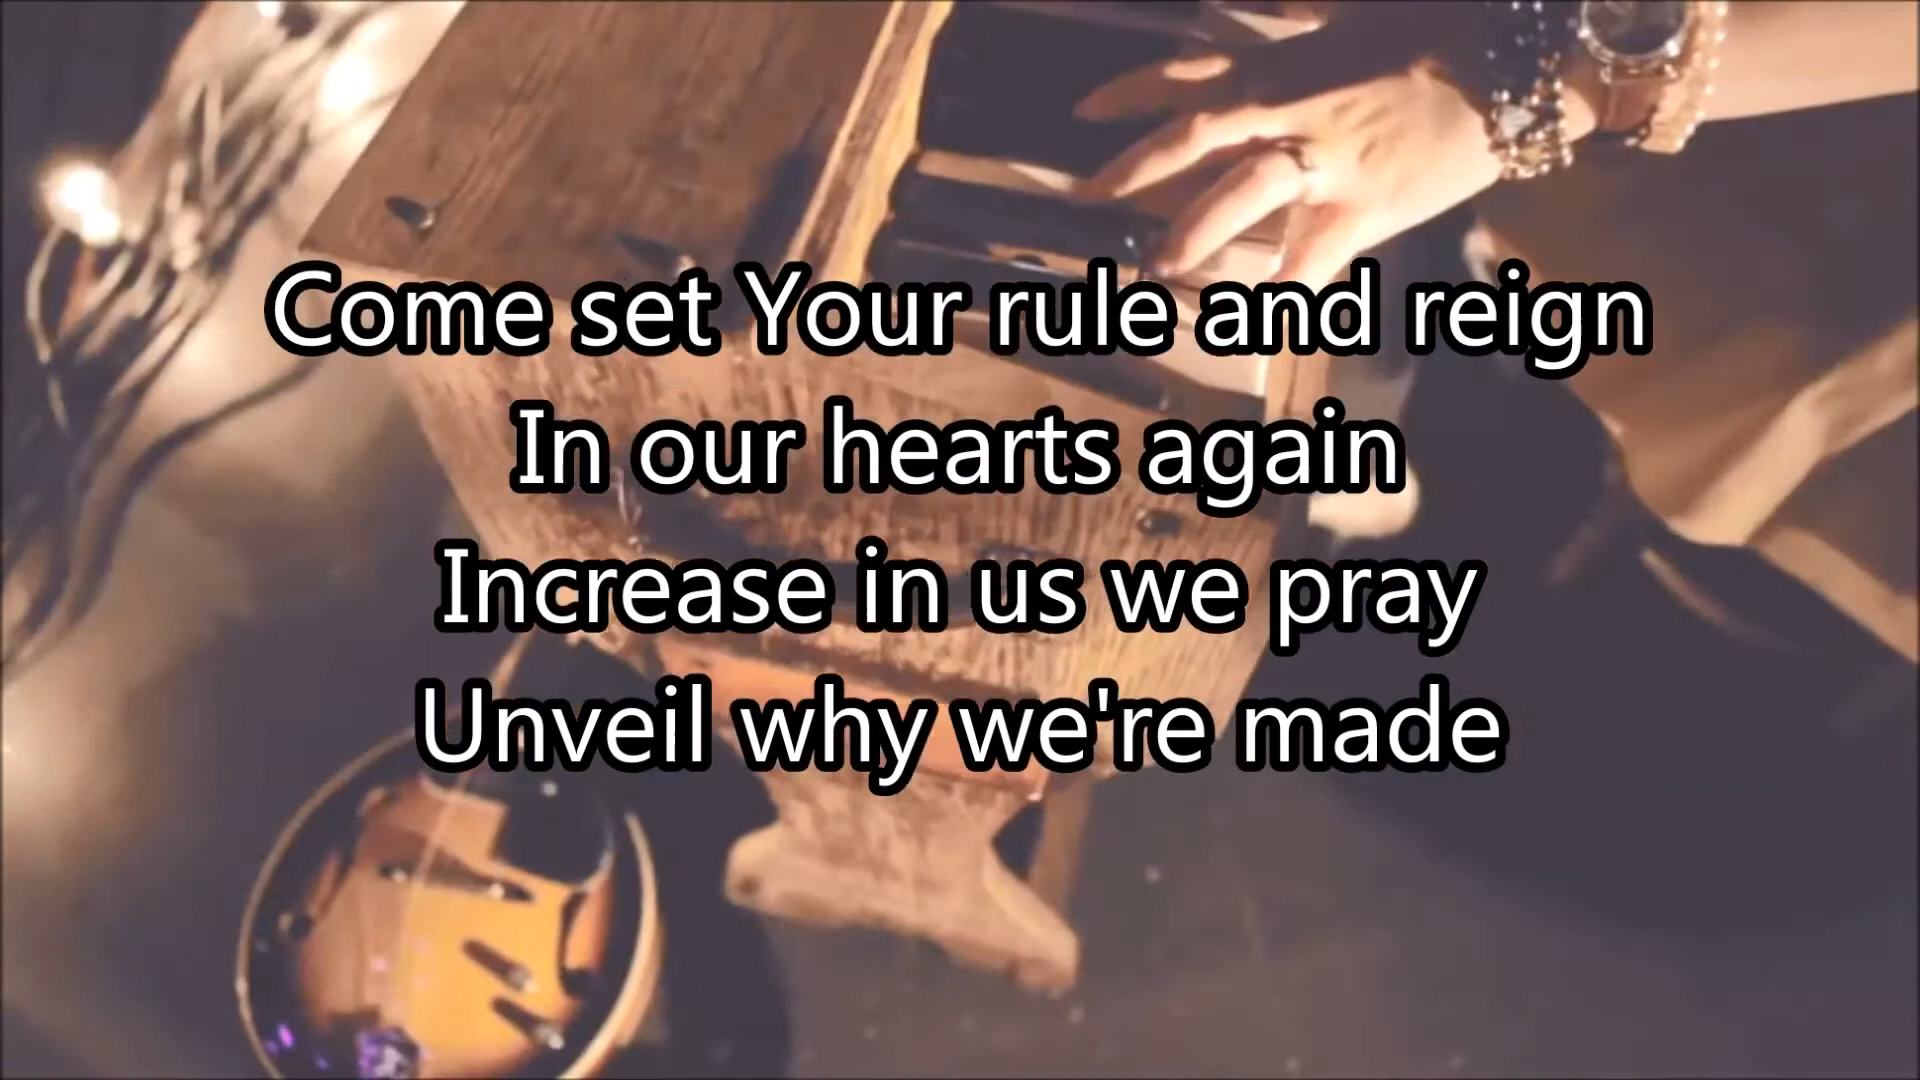 Come set Your rule and reign
In our hearts again
Increase in us we pray
Unveil why we're made